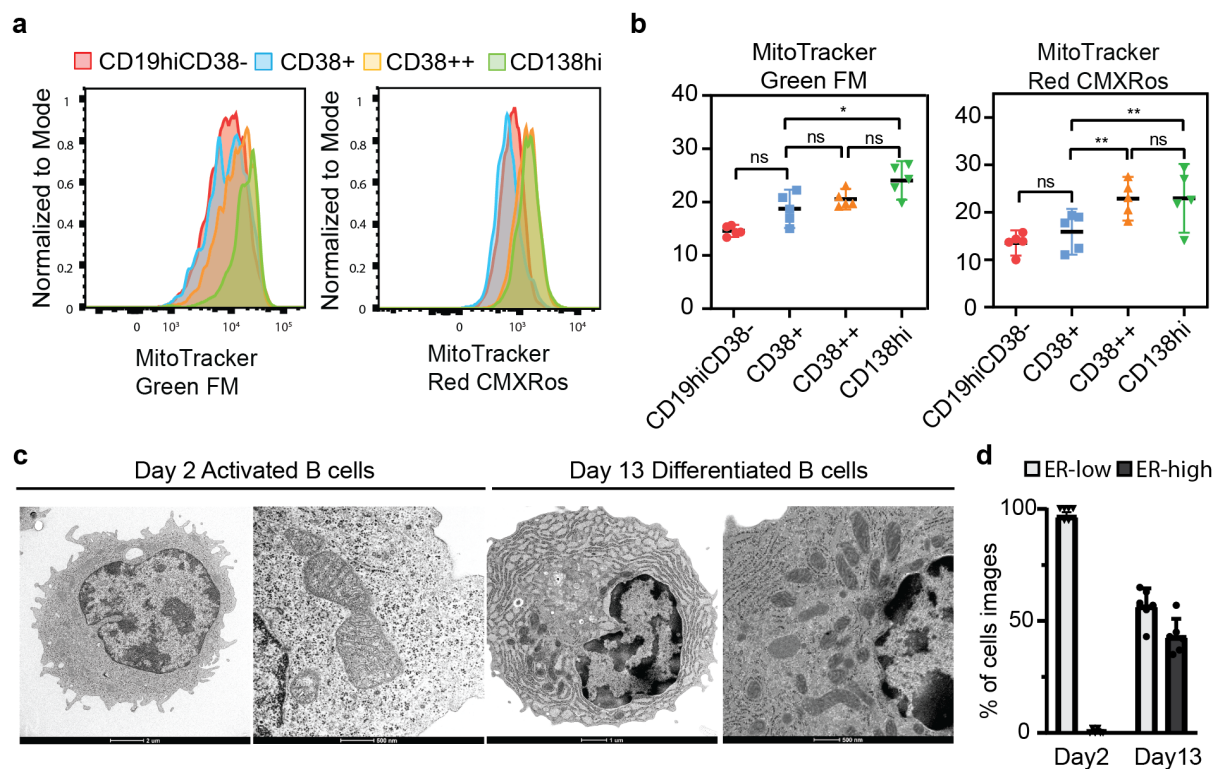 a
CD19hiCD38- CD38+ CD38++ CD138hi
Normalized to Mode
1
0.8
0.6
0.4
0.2
0
0 10³ 10⁴ 10⁵
MitoTracker
Green FM
Normalized to Mode
1
0.8
0.6
0.4
0.2
0
0 10³ 10⁴
MitoTracker
Red CMXRos
b
MitoTracker
Green FM
40
30
20
10
0
*
ns
ns
ns
CD19hiCD38-
CD38+
CD38++
CD138hi
MitoTracker
Red CMXRos
40
30
20
10
0
**
**
ns
ns
CD19hiCD38-
CD38+
CD38++
CD138hi
c
Day 2 Activated B cells
Day 13 Differentiated B cells
2 um
500 nm
1 um
500 nm
d
ER-low ER-high
% of cells images
100
50
0
Day2 Day13